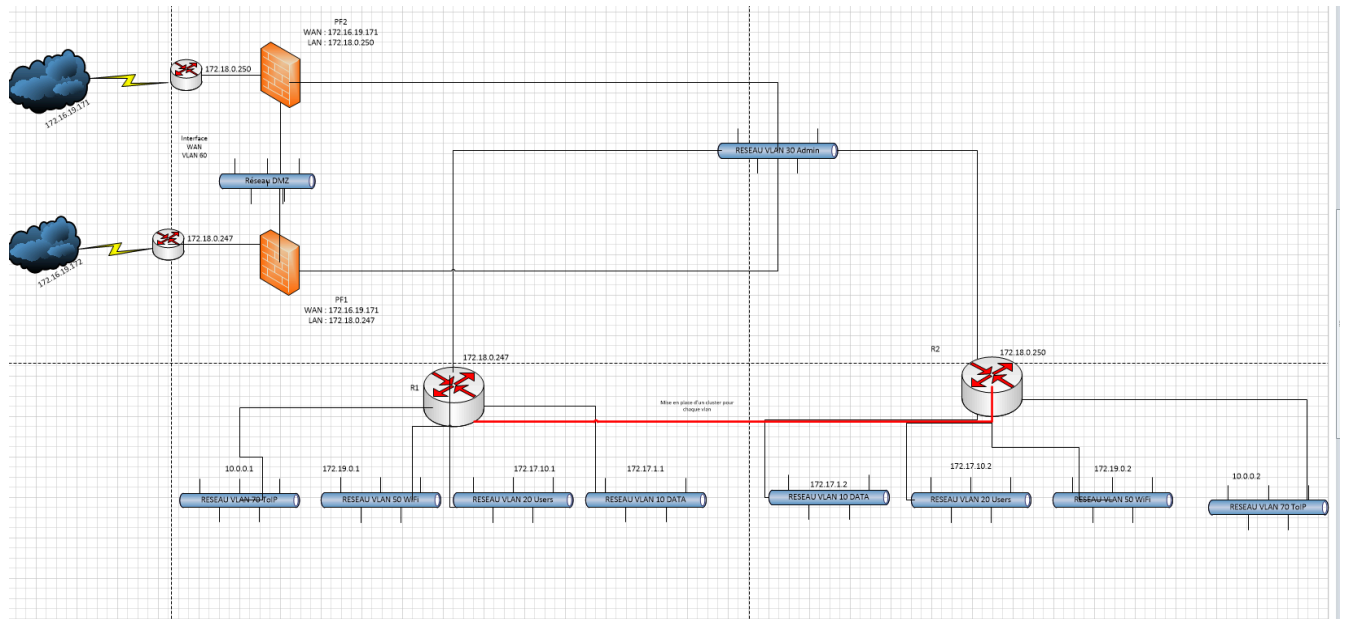 PF2
WAN : 172.16.19.171
LAN : 172.18.0.250
172.18.0.250
172.16.19.171
Interface
WAN
VLAN 60
RESEAU VLAN 30 Admin
Réseau DMZ
172.18.0.247
172.16.19.172
PF1
WAN : 172.16.19.171
LAN : 172.18.0.247
R2
172.18.0.250
172.18.0.247
R1
Mise en place d'un cluster pour
chaque vlan
10.0.0.1
172.19.0.1
172.17.10.1
172.17.1.1
172.17.1.2
172.17.10.2
172.19.0.2
10.0.0.2
RESEAU VLAN 70 ToIP
RESEAU VLAN 50 WiFi
RESEAU VLAN 20 Users
RESEAU VLAN 10 DATA
RESEAU VLAN 10 DATA
RESEAU VLAN 20 Users
RESEAU VLAN 50 WiFi
RESEAU VLAN 70 ToIP